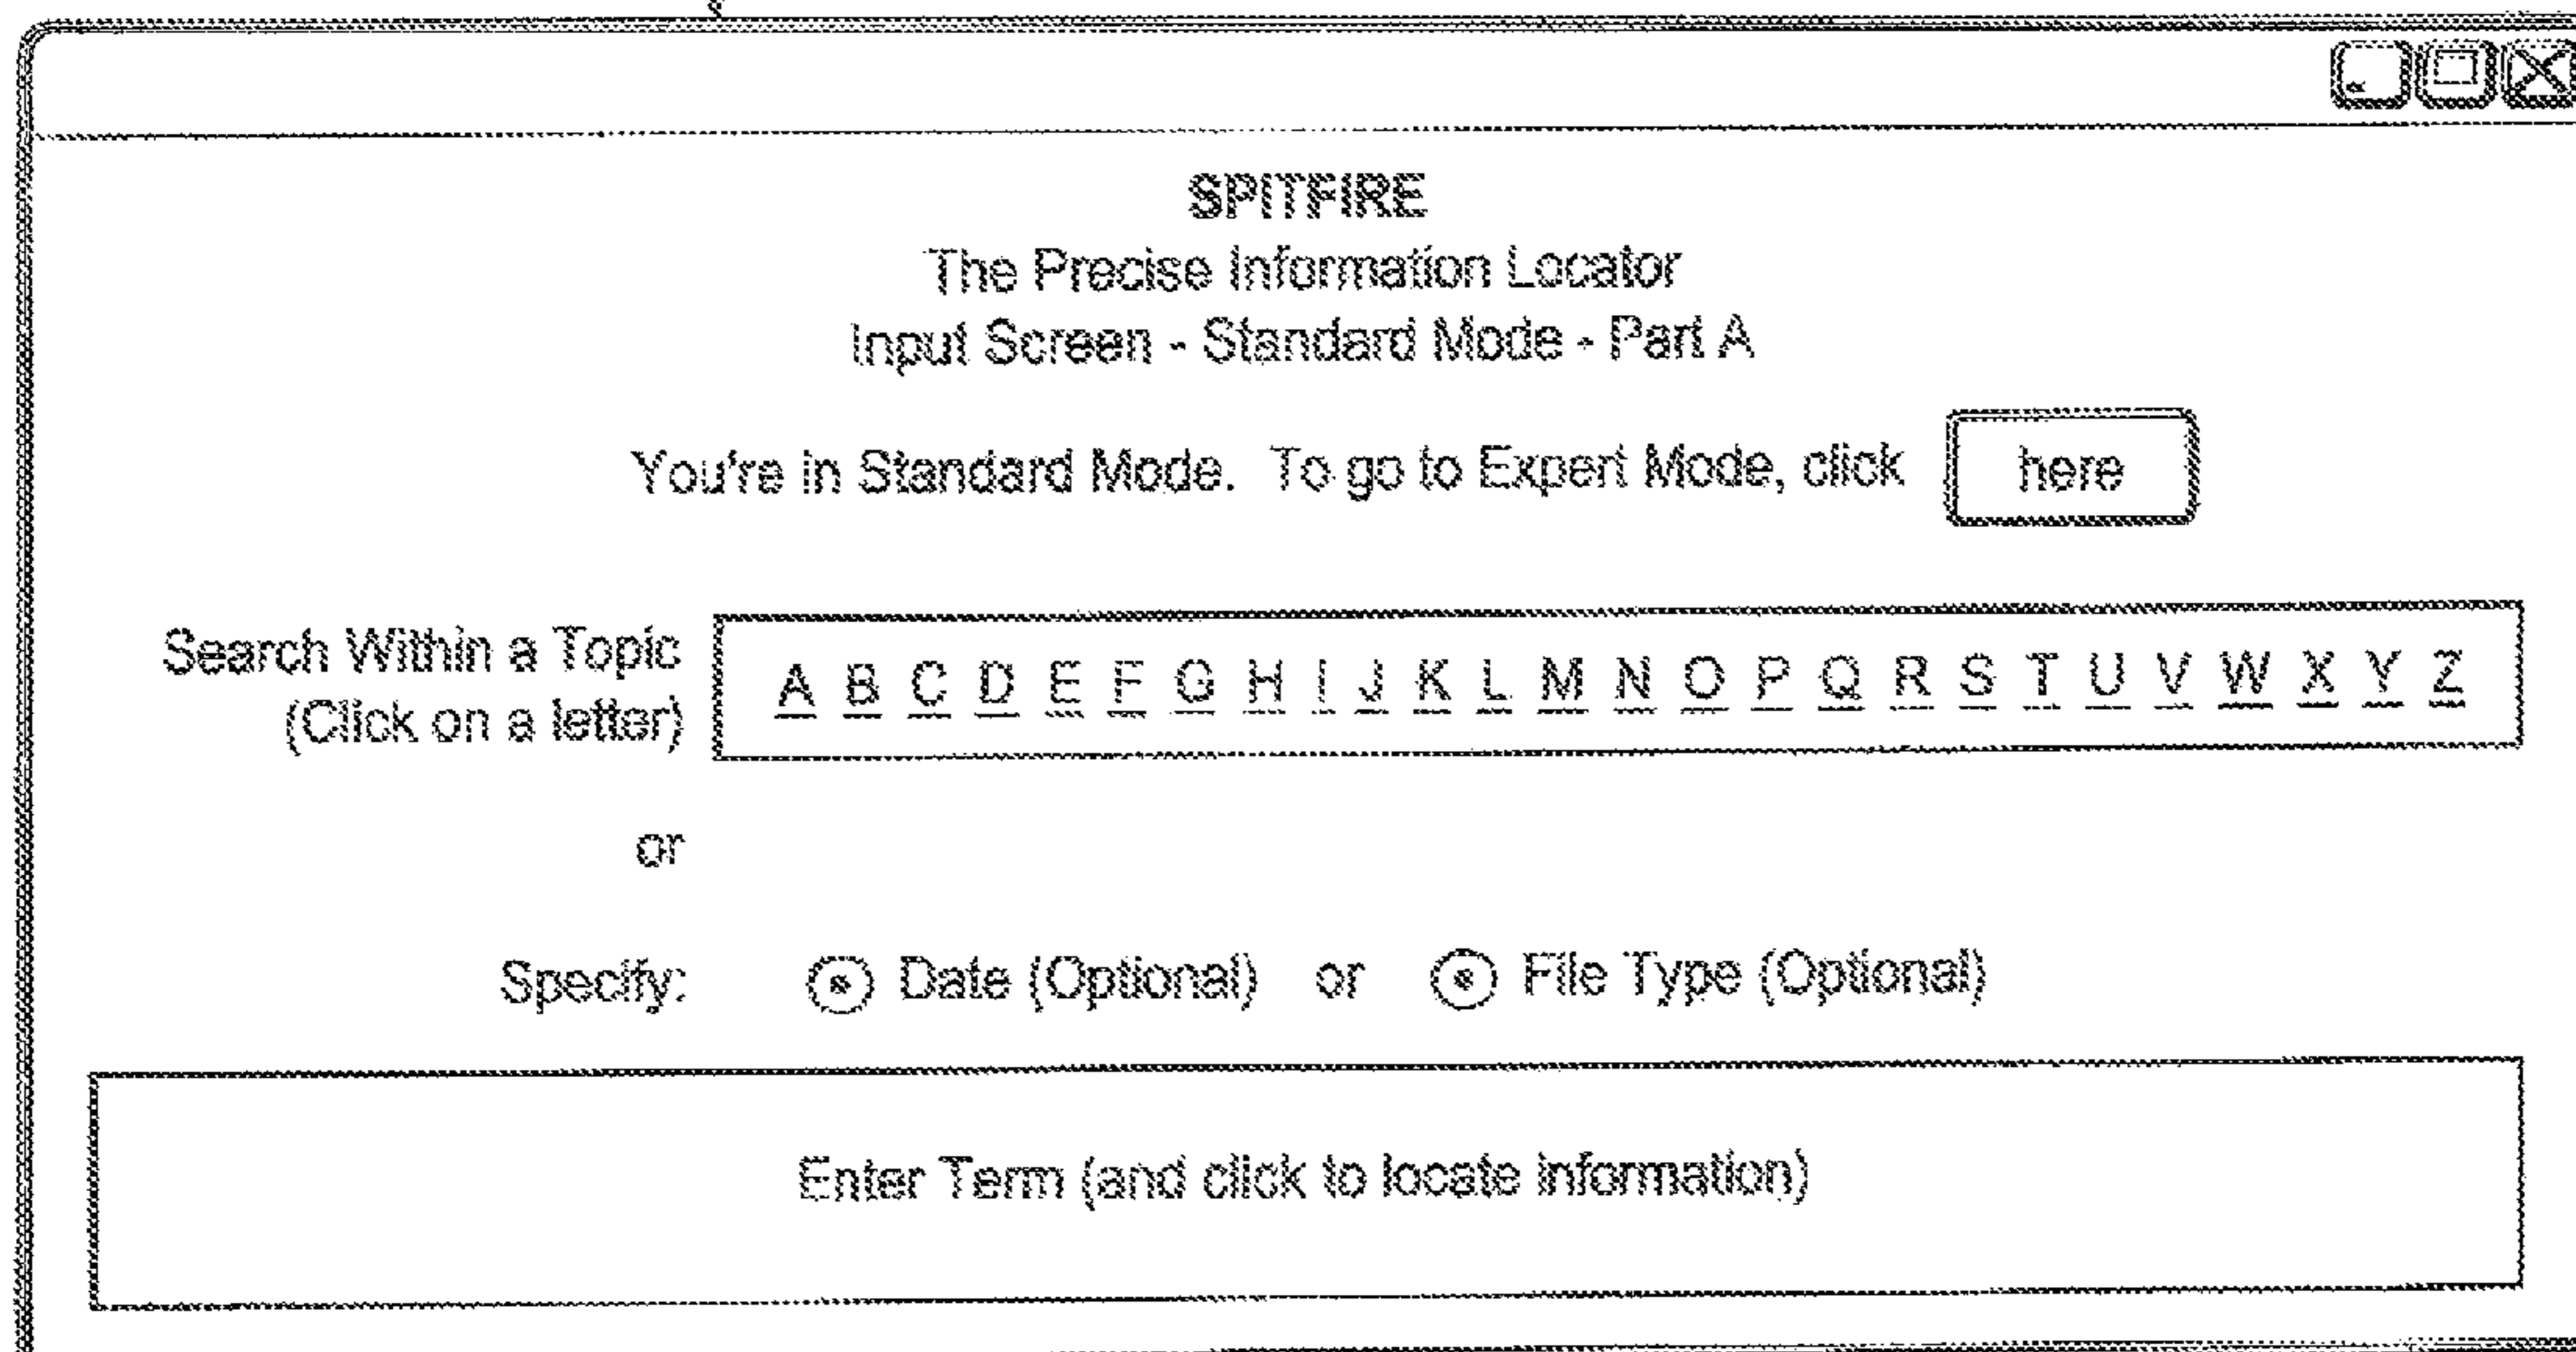 SPITFIRE
The Precise Information Locator
Input Screen - Standard Mode - Part A
You're in Standard Mode.  To go to Expert Mode, click here
Search Within a Topic
(Click on a letter)
A B C D E F G H I J K L M N O P Q R S T U V W X Y Z
or
Specify: Date (Optional) or File Type (Optional)
Enter Term (and click to locate information)